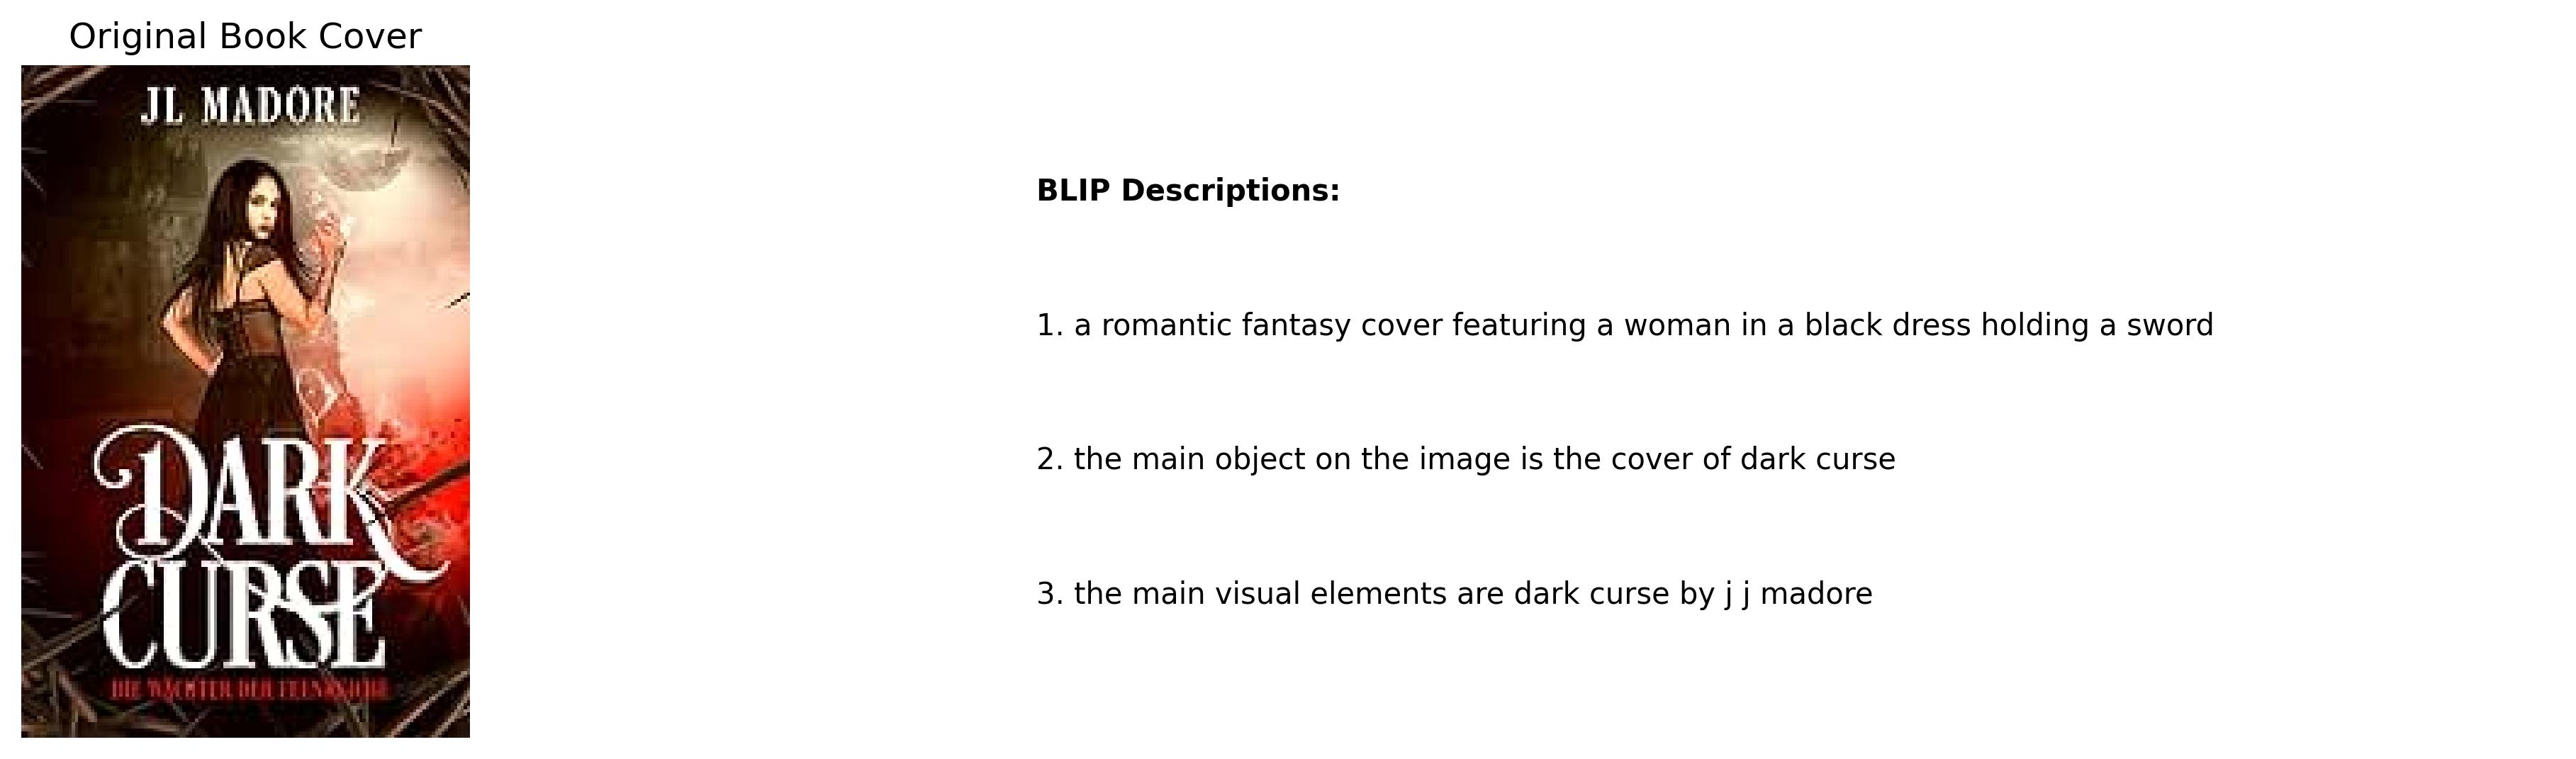 Original Book Cover
JL MADORE
DARK
CURSE
DIE WÄCHTER DER
BLIP Descriptions:
1. a romantic fantasy cover featuring a woman in a black dress holding a sword
2. the main object on the image is the cover of dark curse
3. the main visual elements are dark curse by j j madore